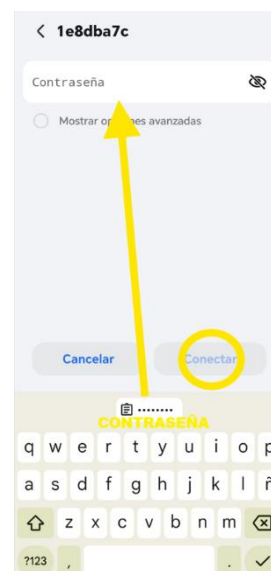 1e8dba7c
Contraseña
Mostrar opciones avanzadas
Cancelar
Conectar
........
CONTRASEÑA
q w e r t y u i o p
a s d f g h j k l ñ
z x c v b n m
?123 , .